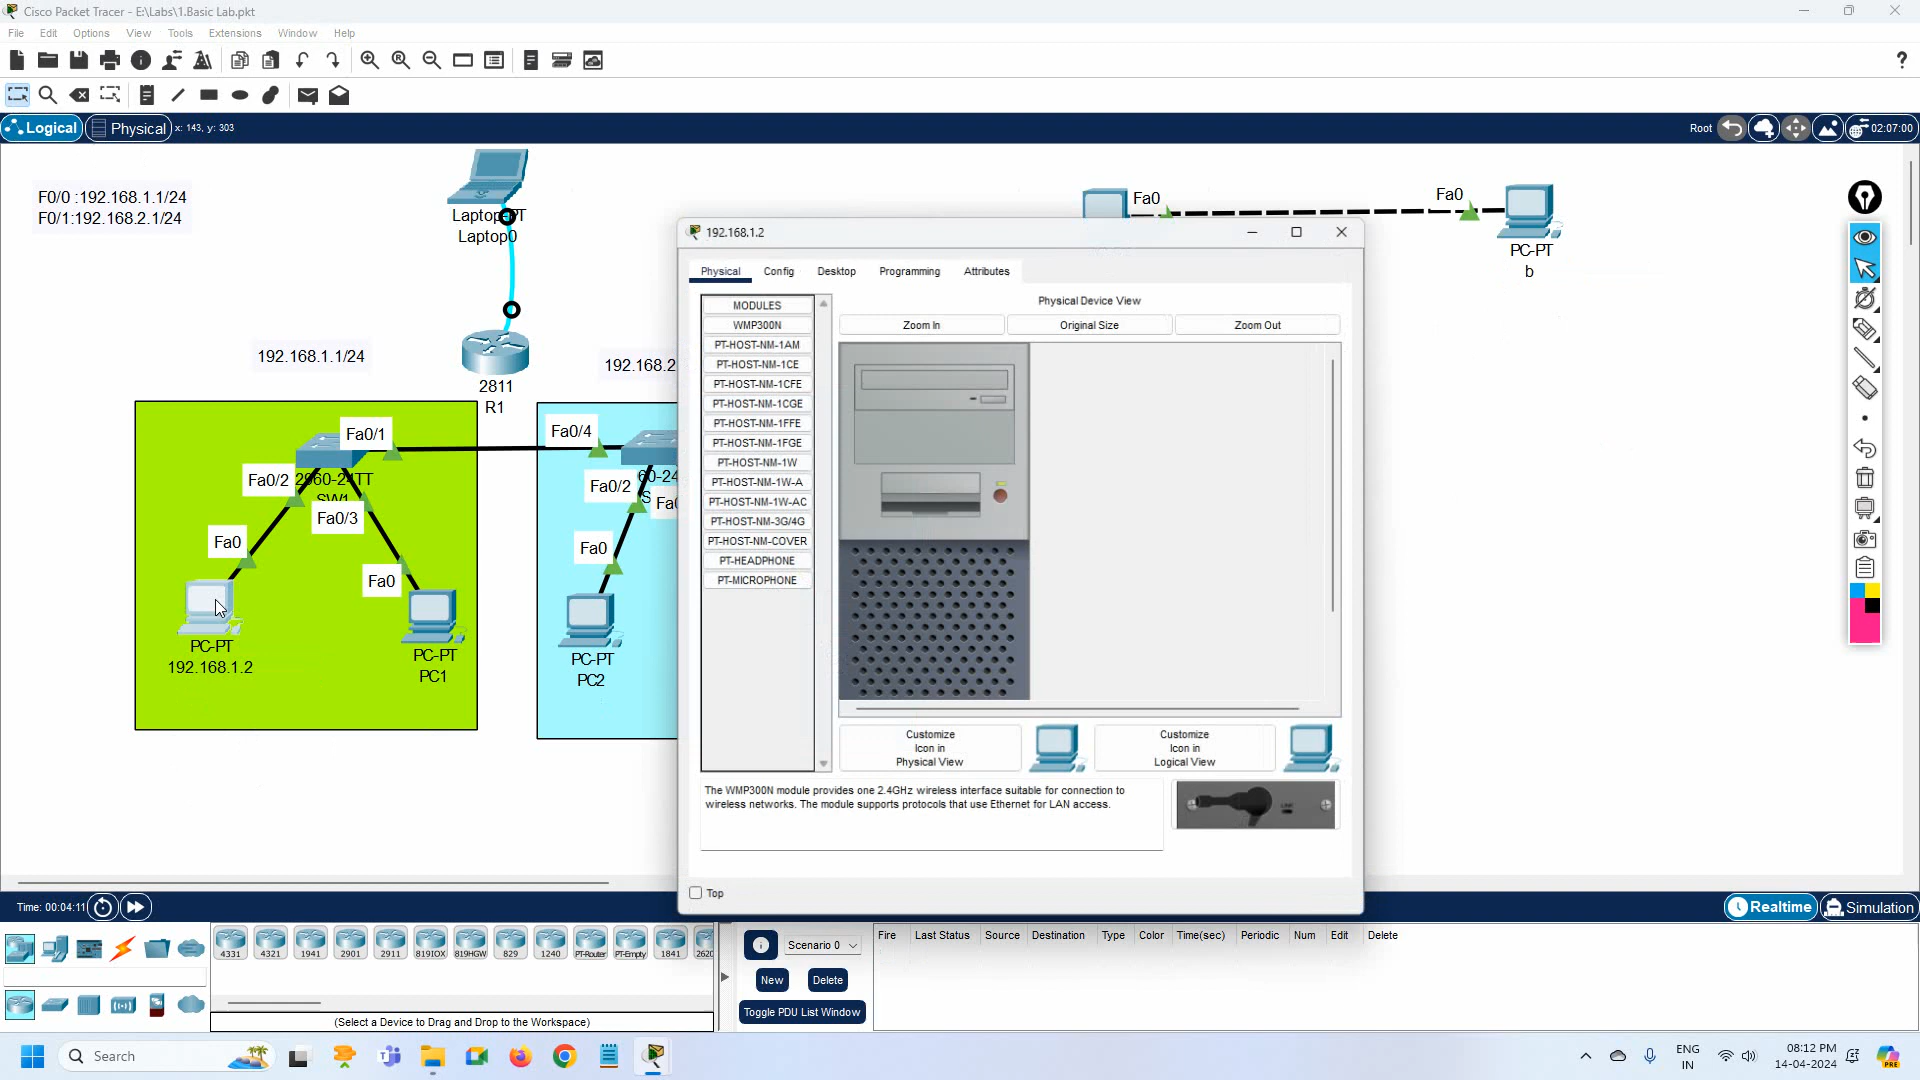 Cisco Packet Tracer - E:\Labs\1.Basic Lab.pkt
File Edit Options View Tools Extensions Window Help
Logical Physical x: 143, y: 303
Root 02:07:00
F0/0 :192.168.1.1/24
F0/1:192.168.2.1/24
Laptop-PT
Laptop0
192.168.1.1/24
192.168.2
2811
R1
Fa0/1
Fa0/2
2960-24TT
SW1
Fa0/3
Fa0
Fa0
PC-PT
192.168.1.2
PC-PT
PC1
Fa0/4
60-24
Fa0/2
S
Fa0
PC-PT
PC2
Fa0
Fa0
PC-PT
b
192.168.1.2
Physical Config Desktop Programming Attributes
MODULES
WMP300N
PT-HOST-NM-1AM
PT-HOST-NM-1CE
PT-HOST-NM-1CFE
PT-HOST-NM-1CGE
PT-HOST-NM-1FFE
PT-HOST-NM-1FGE
PT-HOST-NM-1W
PT-HOST-NM-1W-A
PT-HOST-NM-1W-AC
PT-HOST-NM-3G/4G
PT-HOST-NM-COVER
PT-HEADPHONE
PT-MICROPHONE
Physical Device View
Zoom In Original Size Zoom Out
Customize
Icon in
Physical View
Customize
Icon in
Logical View
The WMP300N module provides one 2.4GHz wireless interface suitable for connection to
wireless networks. The module supports protocols that use Ethernet for LAN access.
Top
Time: 00:04:11
Realtime Simulation
4331 4321 1941 2901 2911 819IOX 819HGW 829 1240 PT-Router PT-Empty 1841 2620
(Select a Device to Drag and Drop to the Workspace)
Scenario 0
New Delete
Toggle PDU List Window
Fire Last Status Source Destination Type Color Time(sec) Periodic Num Edit Delete
Search
ENG
IN
08:12 PM
14-04-2024
PRE